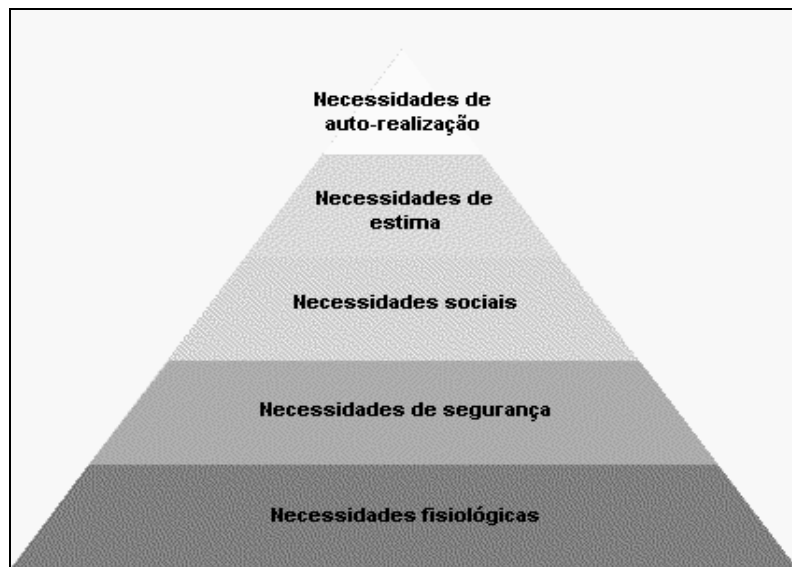 Necessidades de
auto-realização
Necessidades de
estima
Necessidades sociais
Necessidades de segurança
Necessidades fisiológicas